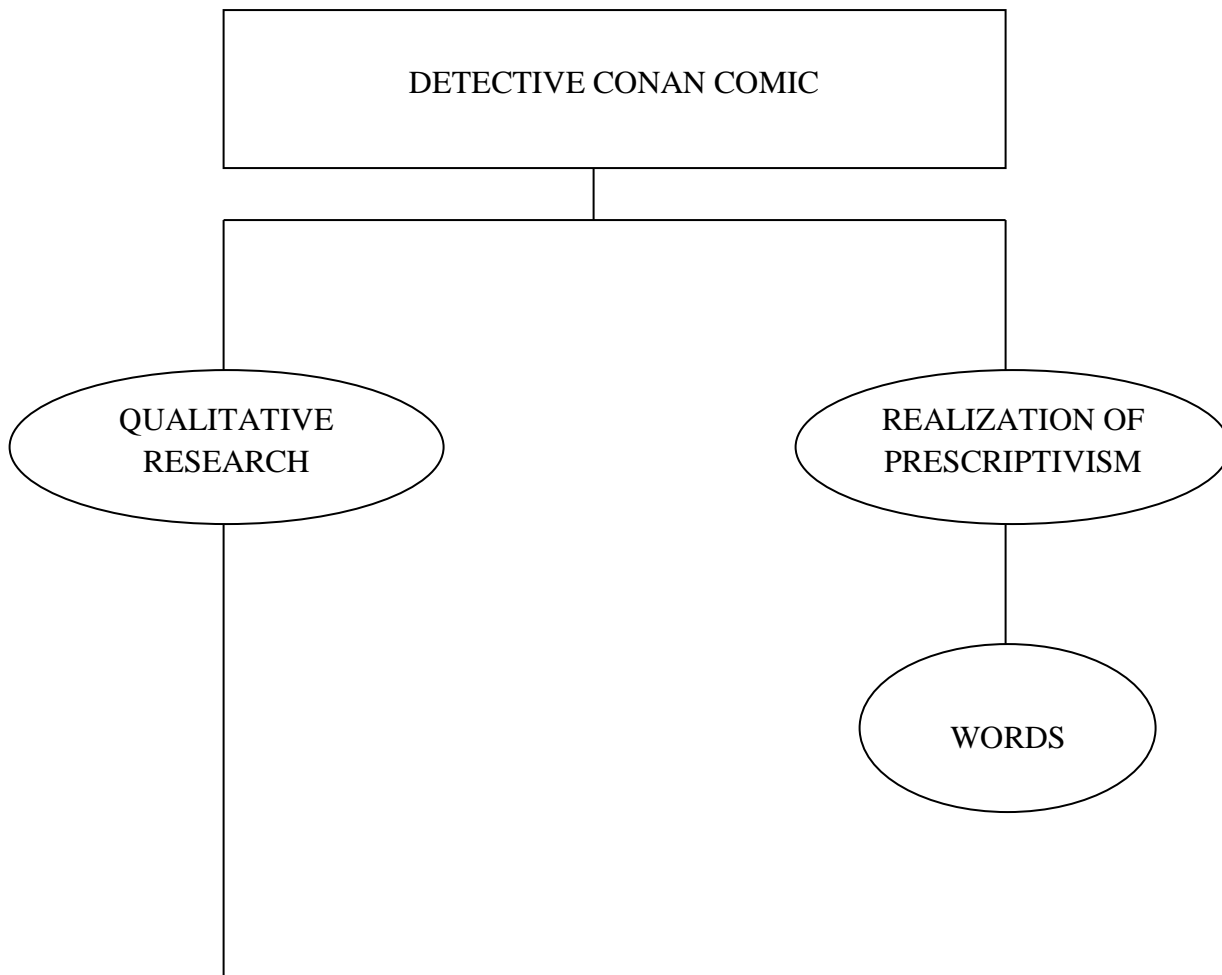 DETECTIVE CONAN COMIC
QUALITATIVE
RESEARCH
REALIZATION OF
PRESCRIPTIVISM
WORDS